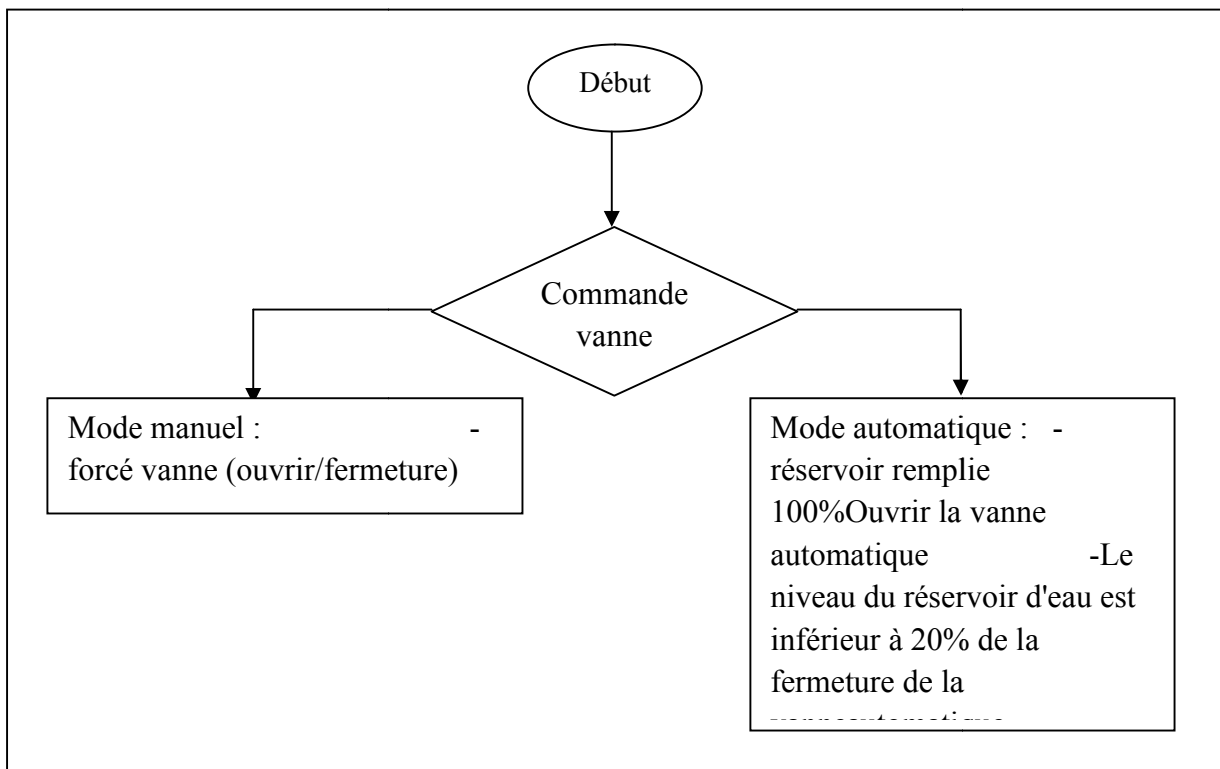 Début
Commande
vanne
Mode manuel : -
forcé vanne (ouvrir/fermeture)
Mode automatique : -
réservoir remplie
100%Ouvrir la vanne
automatique -Le
niveau du réservoir d'eau est
inférieur à 20% de la
fermeture de la